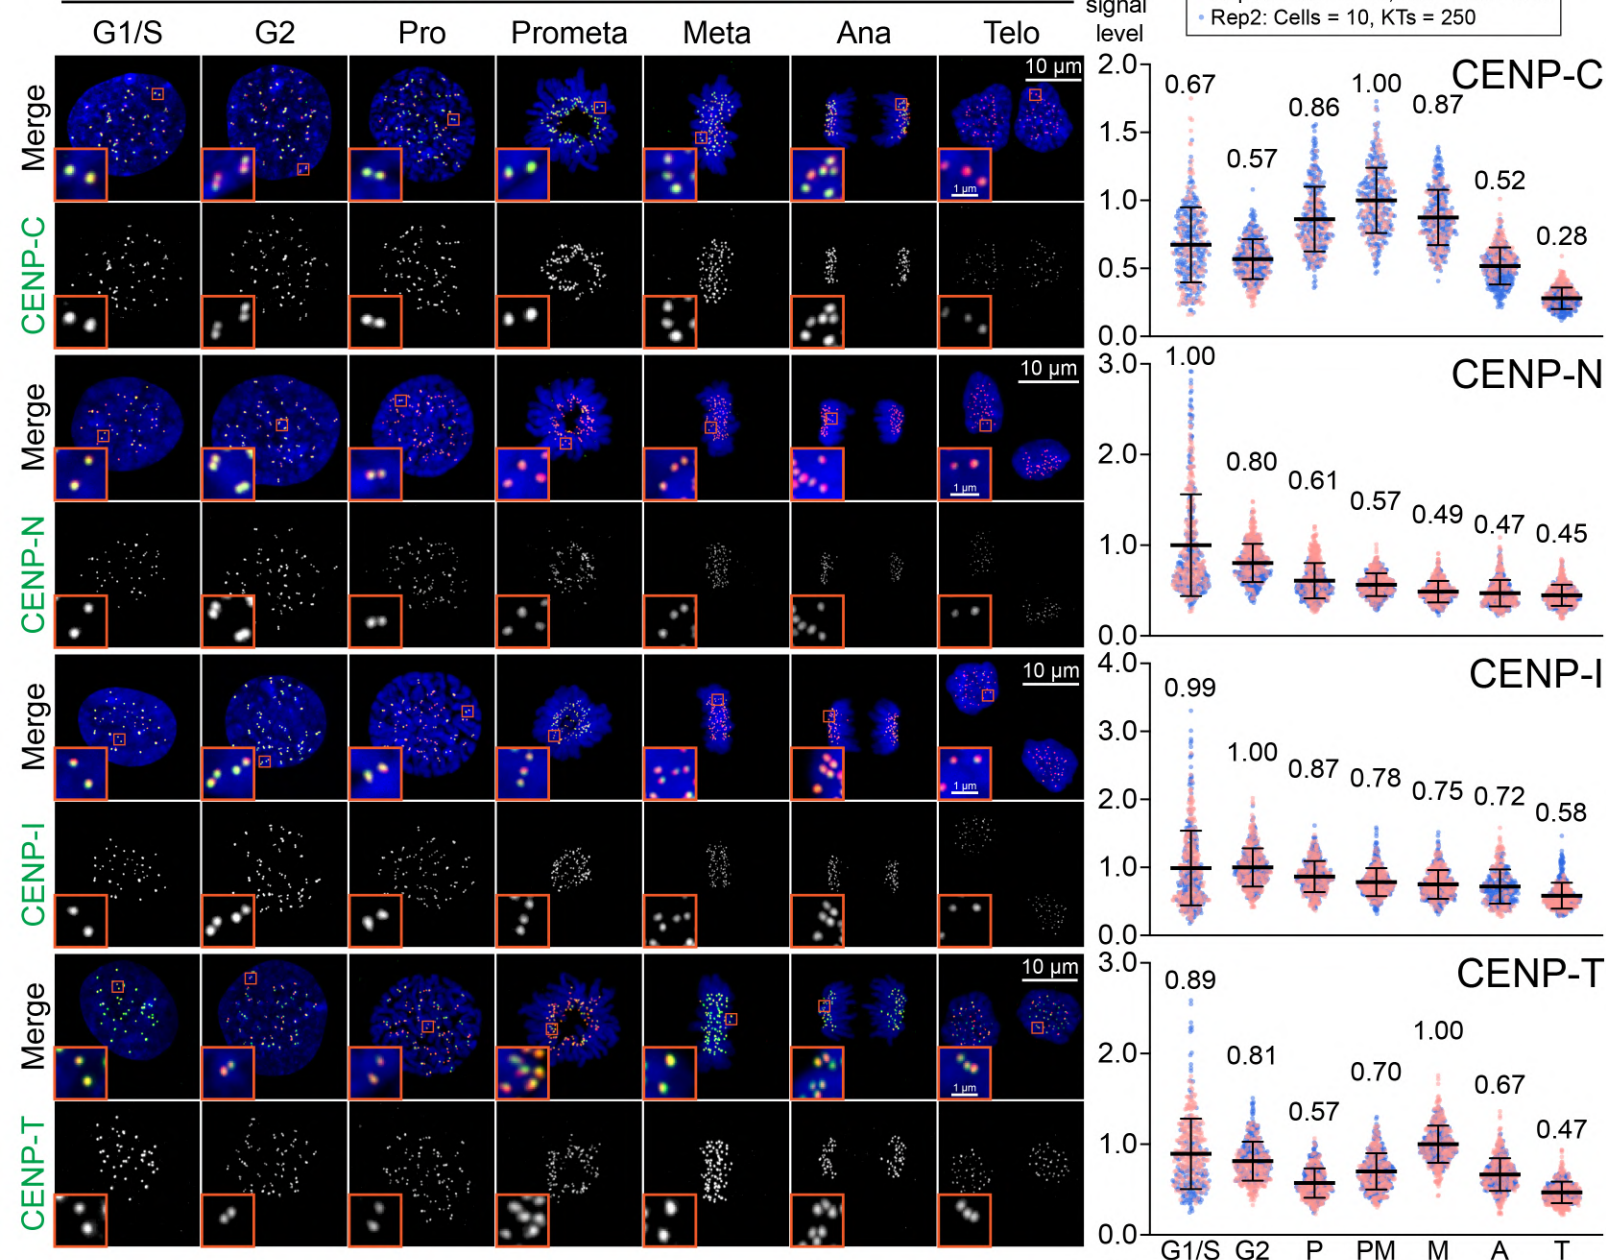 signal
level
• Rep2: Cells = 10, KTs = 250
G1/S G2 Pro Prometa Meta Ana Telo
Merge
10 µm
1 µm
CENP-C
2.0
1.5
1.0
0.5
0.0
CENP-C
0.67 0.57 0.86 1.00 0.87 0.52 0.28
Merge
10 µm
1 µm
CENP-N
3.0
2.0
1.0
0.0
CENP-N
1.00 0.80 0.61 0.57 0.49 0.47 0.45
Merge
10 µm
1 µm
CENP-I
4.0
3.0
2.0
1.0
0.0
CENP-I
0.99 1.00 0.87 0.78 0.75 0.72 0.58
Merge
10 µm
1 µm
CENP-T
3.0
2.0
1.0
0.0
CENP-T
0.89 0.81 0.57 0.70 1.00 0.67 0.47
G1/S G2 P PM M A T